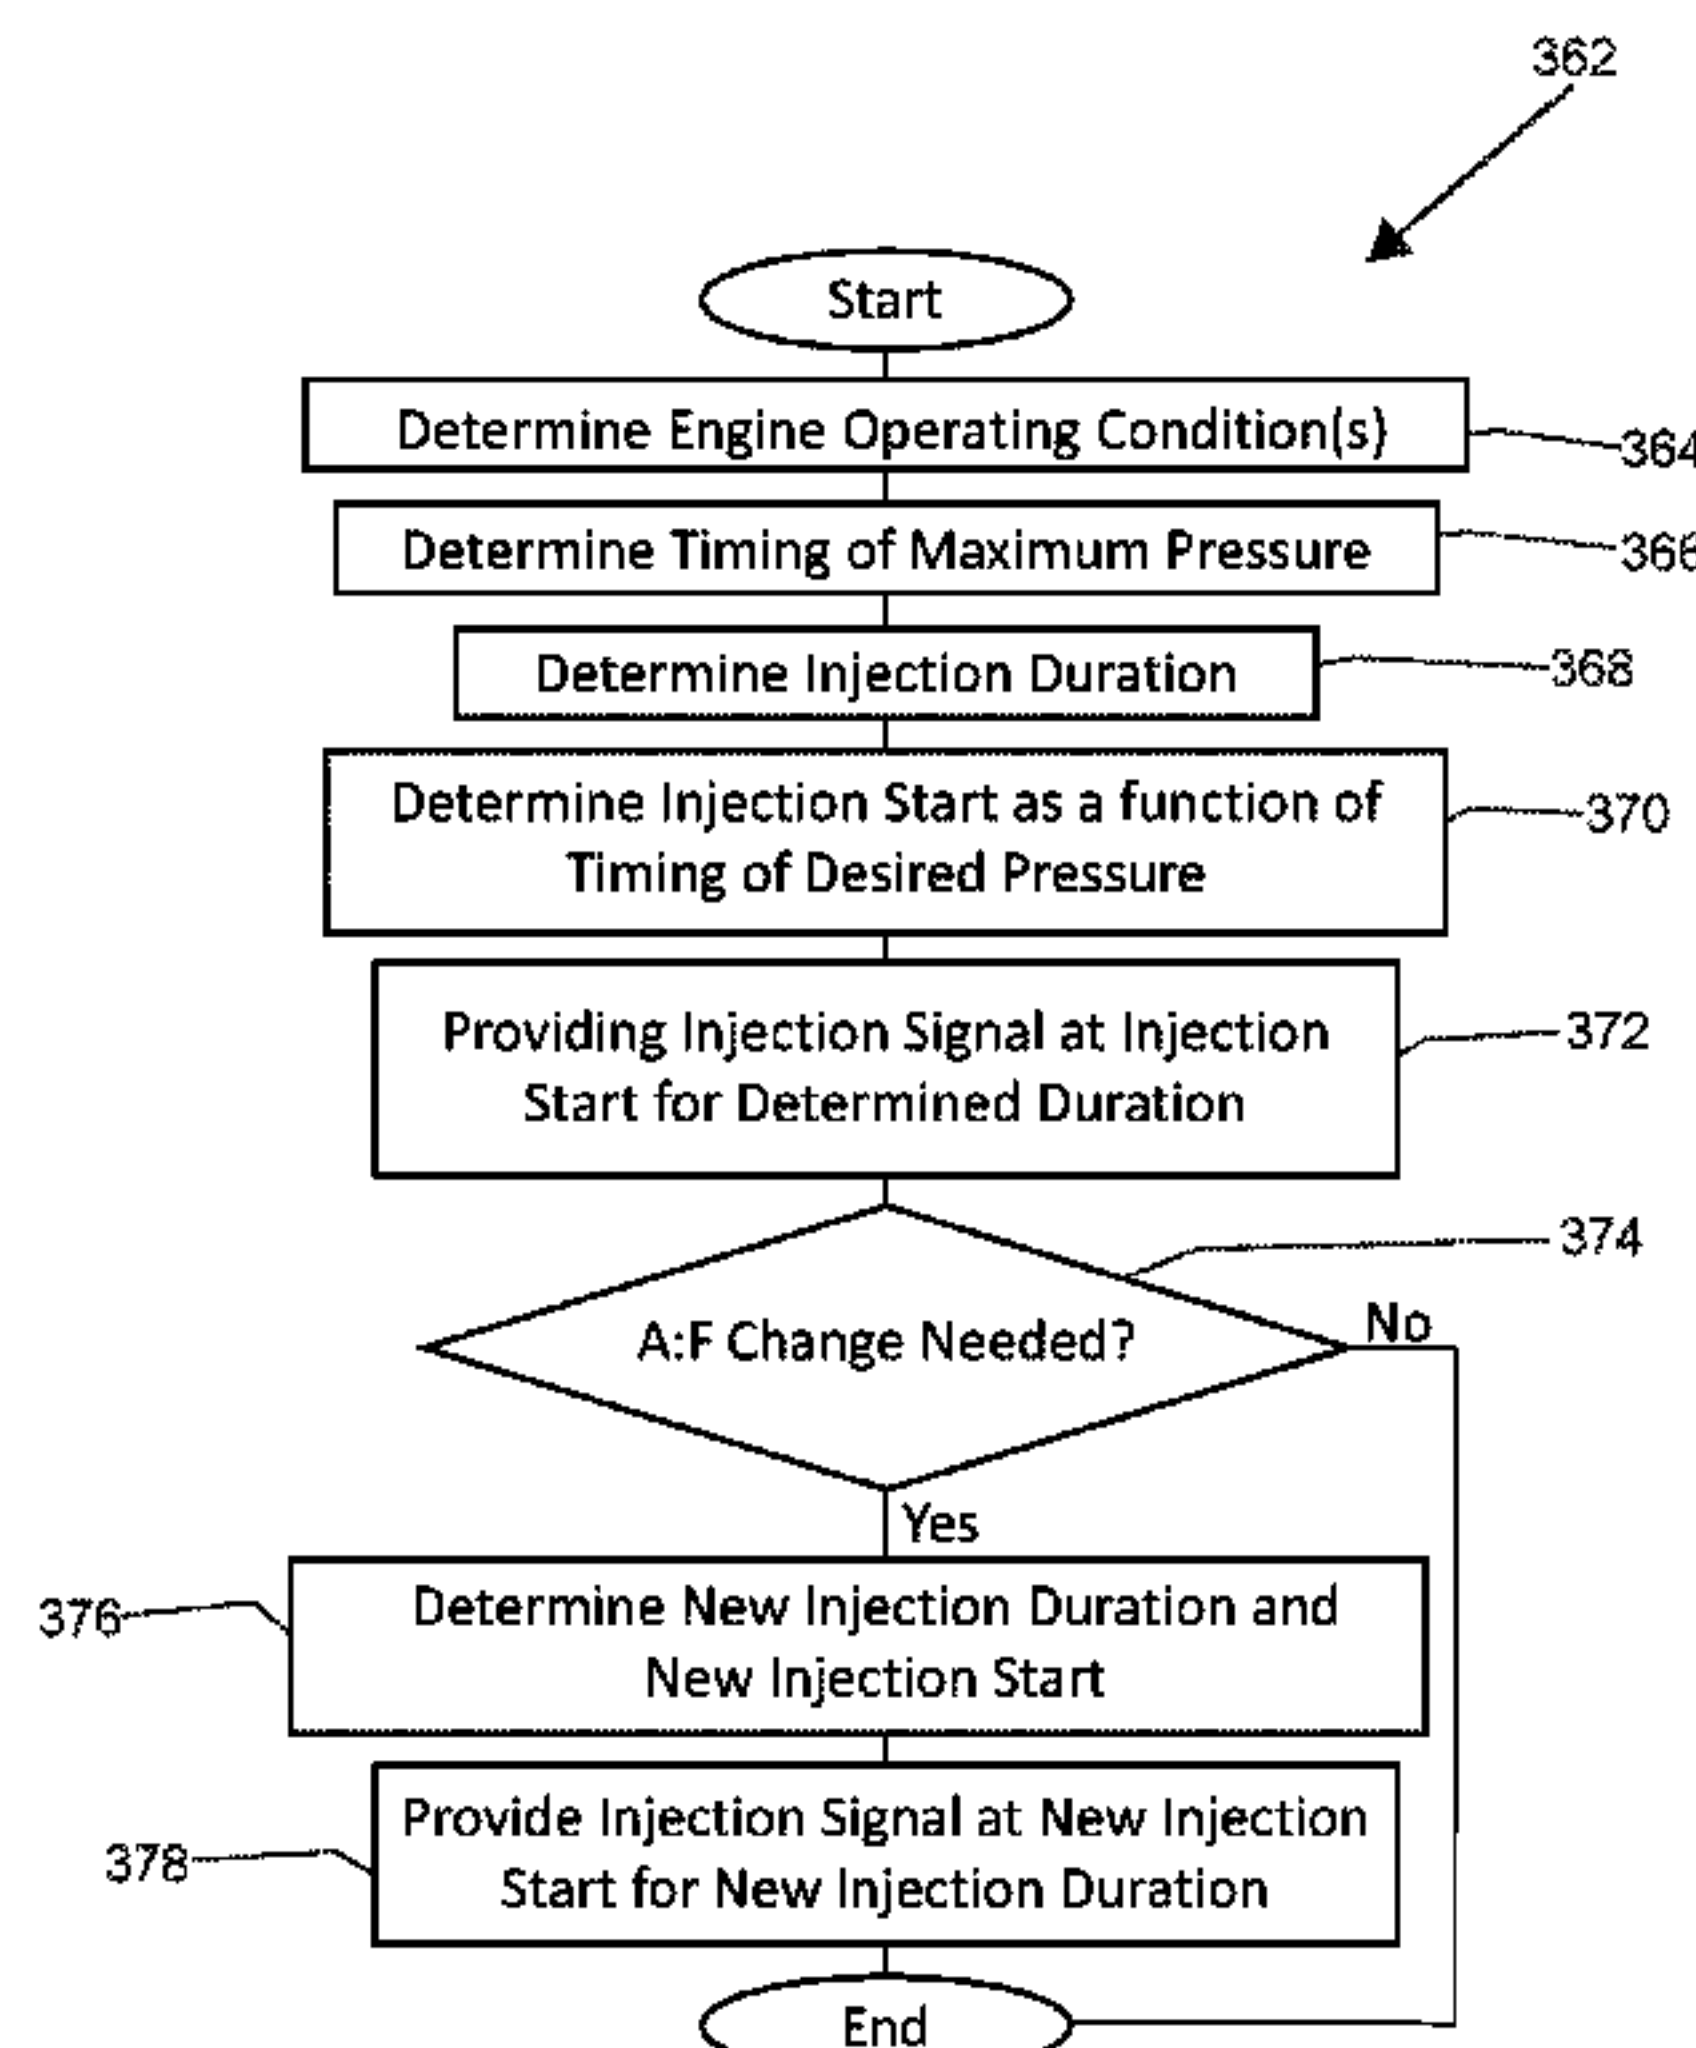 362
Start
Determine Engine Operating Condition(s)
364
Determine Timing of Maximum Pressure
366
Determine Injection Duration
368
Determine Injection Start as a function of
Timing of Desired Pressure
370
Providing Injection Signal at Injection
Start for Determined Duration
372
374
A:F Change Needed?
No
Yes
376
Determine New Injection Duration and
New Injection Start
378
Provide Injection Signal at New Injection
Start for New Injection Duration
End